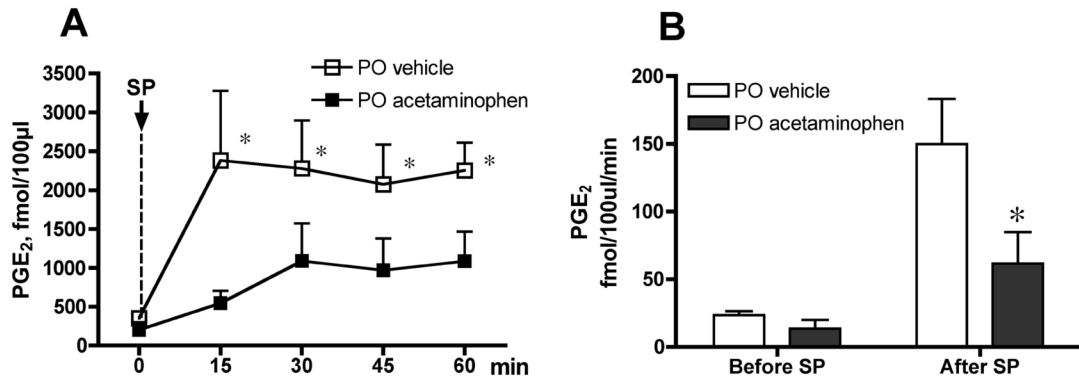 A
PGE2, fmol/100µl
3500
3000
2500
2000
1500
1000
500
0
SP
PO vehicle
PO acetaminophen
*
*
*
*
0 15 30 45 60 min
B
PGE2
fmol/100ul/min
200
150
100
50
0
PO vehicle
PO acetaminophen
*
Before SP After SP